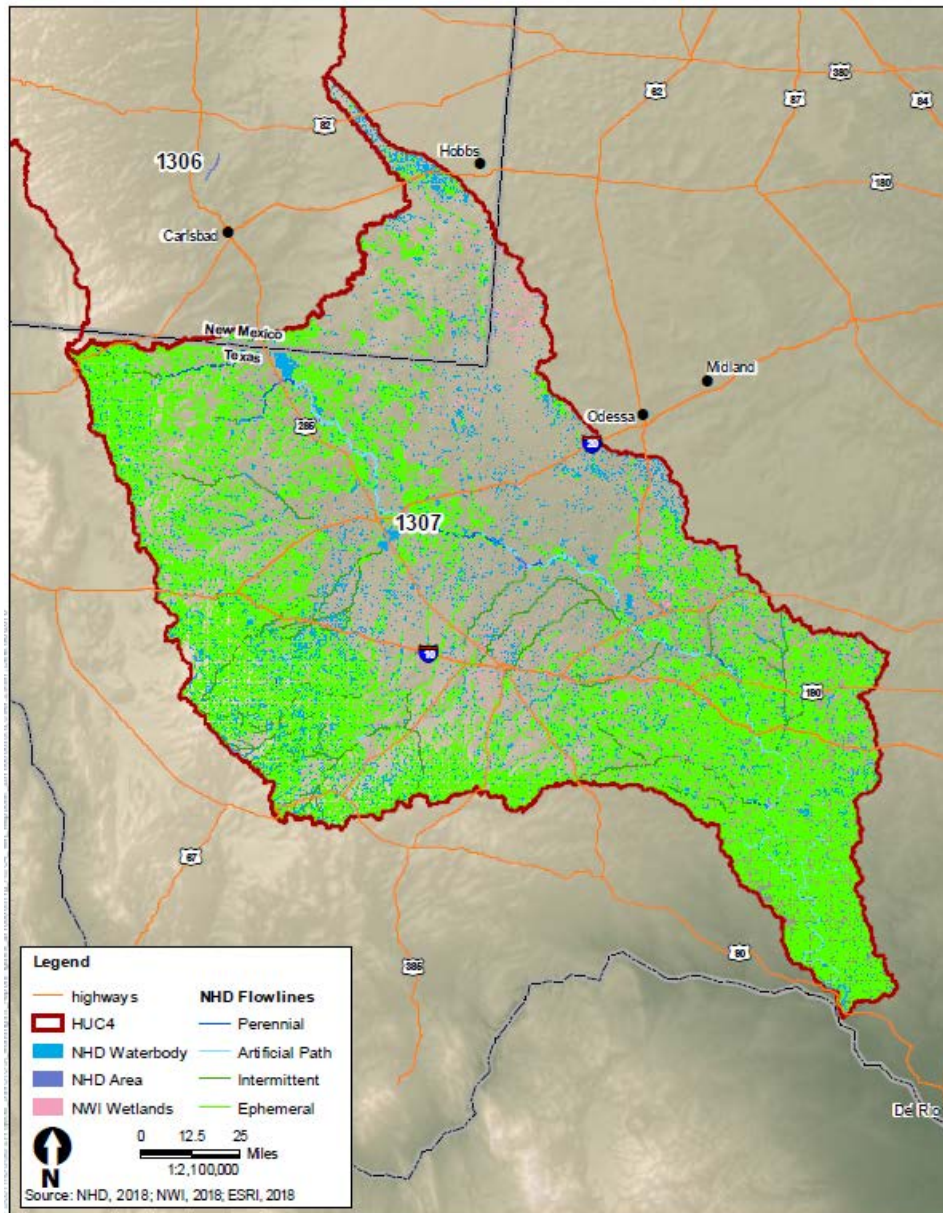 380
62
87
84
82
Hobbs
1306
180
Carlsbad
New Mexico
Texas
Midland
Odessa
285
20
1307
10
190
67
90
385
Del Rio
Legend
highways
HUC4
NHD Waterbody
NHD Area
NWI Wetlands
NHD Flowlines
Perennial
Artificial Path
Intermittent
Ephemeral
N
0 12.5 25
Miles
1:2,100,000
Source: NHD, 2018; NWI, 2018; ESRI, 2018